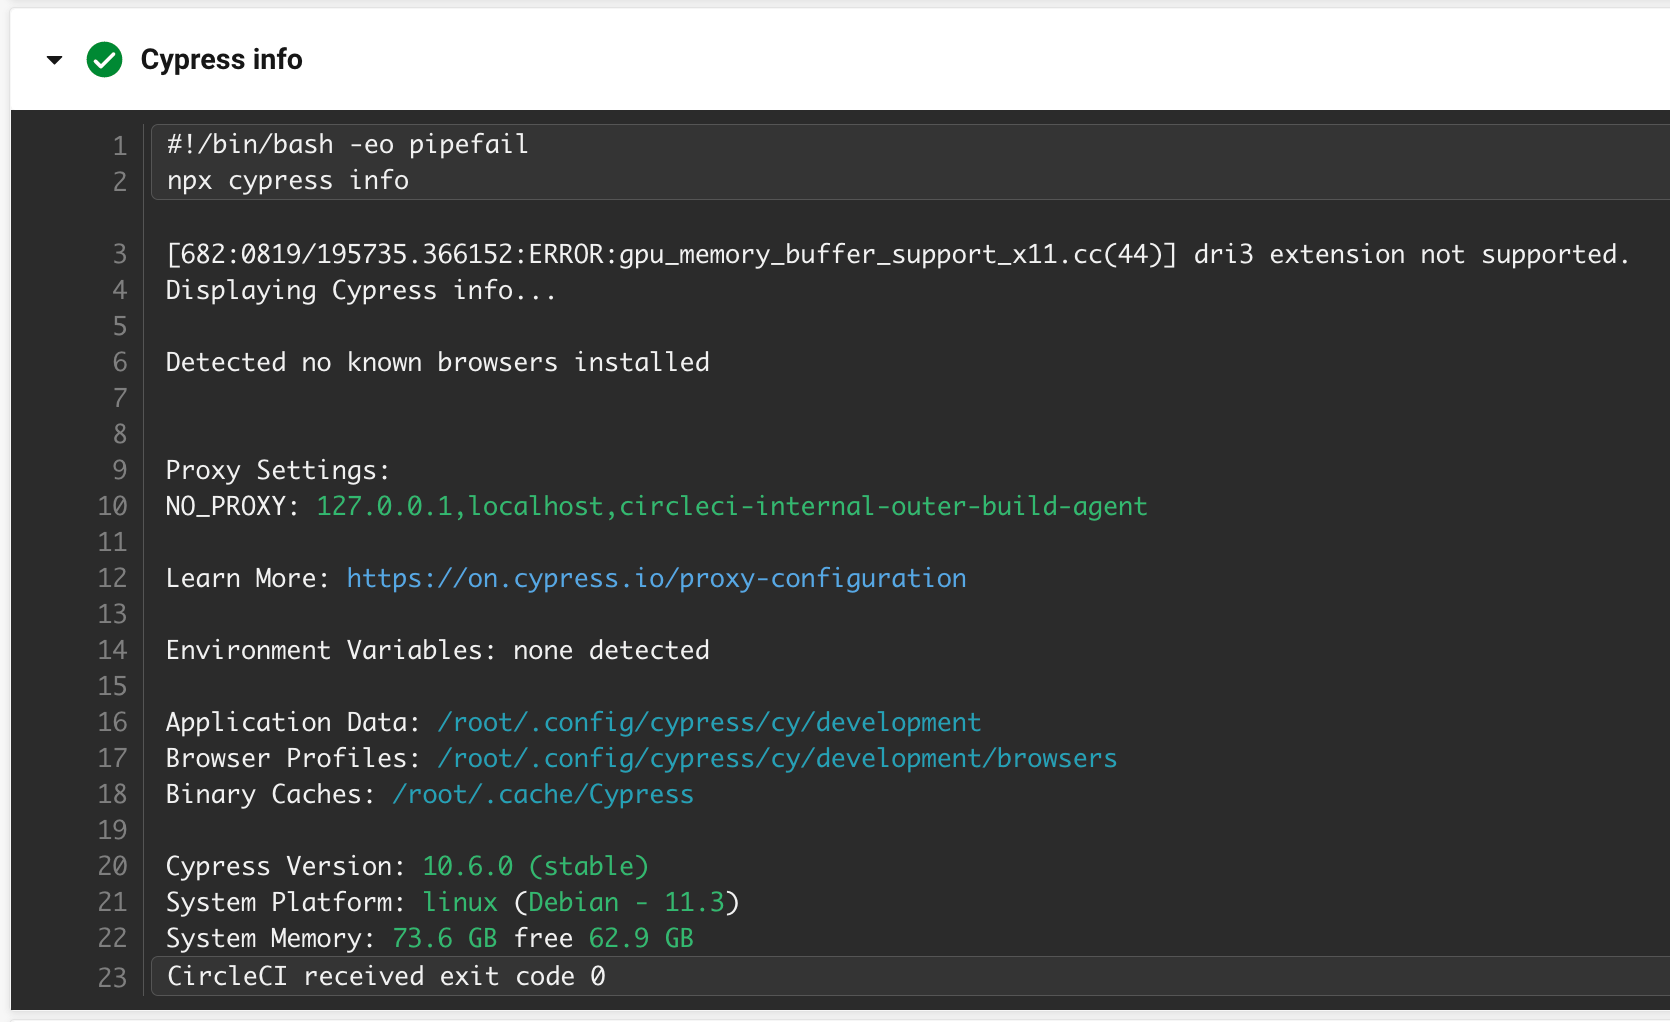 Cypress info
1 #!/bin/bash -eo pipefail
2 npx cypress info
3 [682:0819/195735.366152:ERROR:gpu_memory_buffer_support_x11.cc(44)] dri3 extension not supported.
4 Displaying Cypress info...
5
6 Detected no known browsers installed
7
8
9 Proxy Settings:
10 NO_PROXY: 127.0.0.1,localhost,circleci-internal-outer-build-agent
11
12 Learn More: https://on.cypress.io/proxy-configuration
13
14 Environment Variables: none detected
15
16 Application Data: /root/.config/cypress/cy/development
17 Browser Profiles: /root/.config/cypress/cy/development/browsers
18 Binary Caches: /root/.cache/Cypress
19
20 Cypress Version: 10.6.0 (stable)
21 System Platform: linux (Debian - 11.3)
22 System Memory: 73.6 GB free 62.9 GB
23 CircleCI received exit code 0